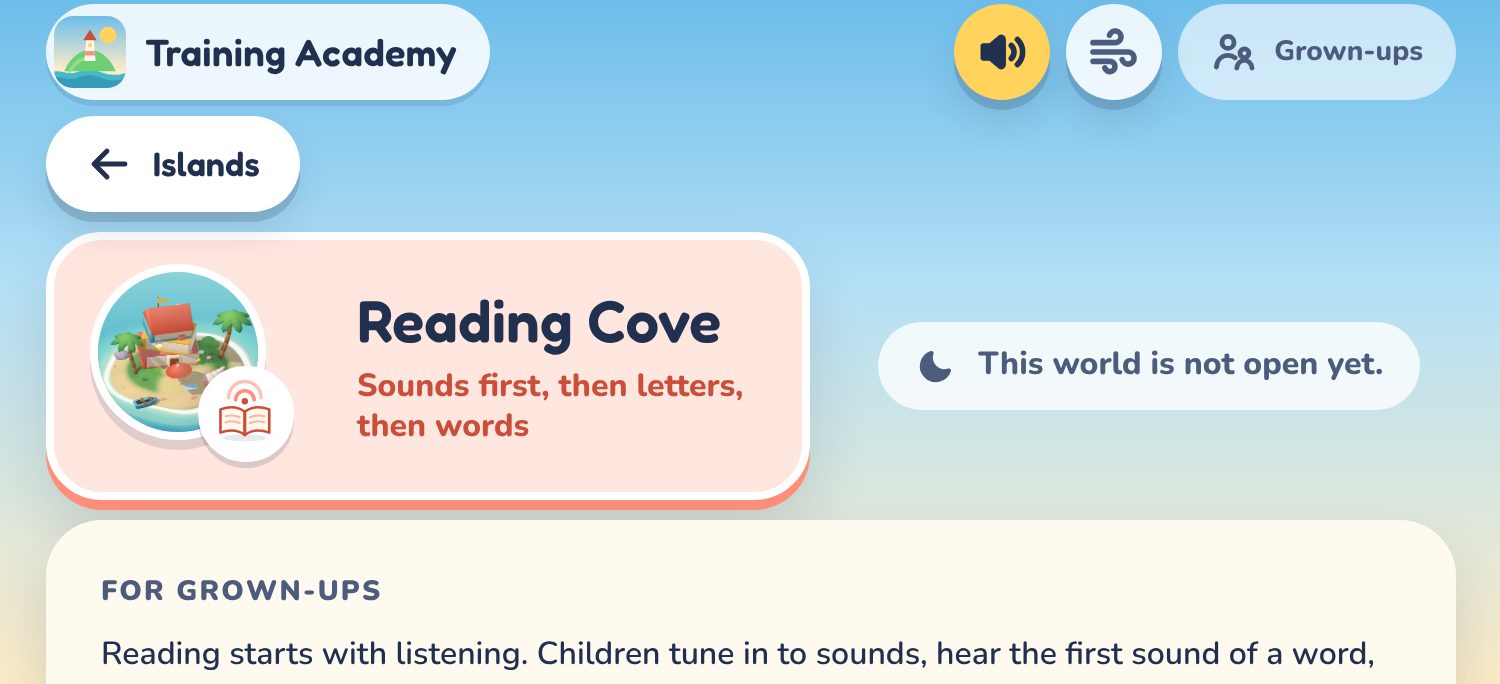 Training Academy
Grown-ups
Islands
Reading Cove
Sounds first, then letters,
then words
This world is not open yet.
FOR GROWN-UPS
Reading starts with listening. Children tune in to sounds, hear the first sound of a word,